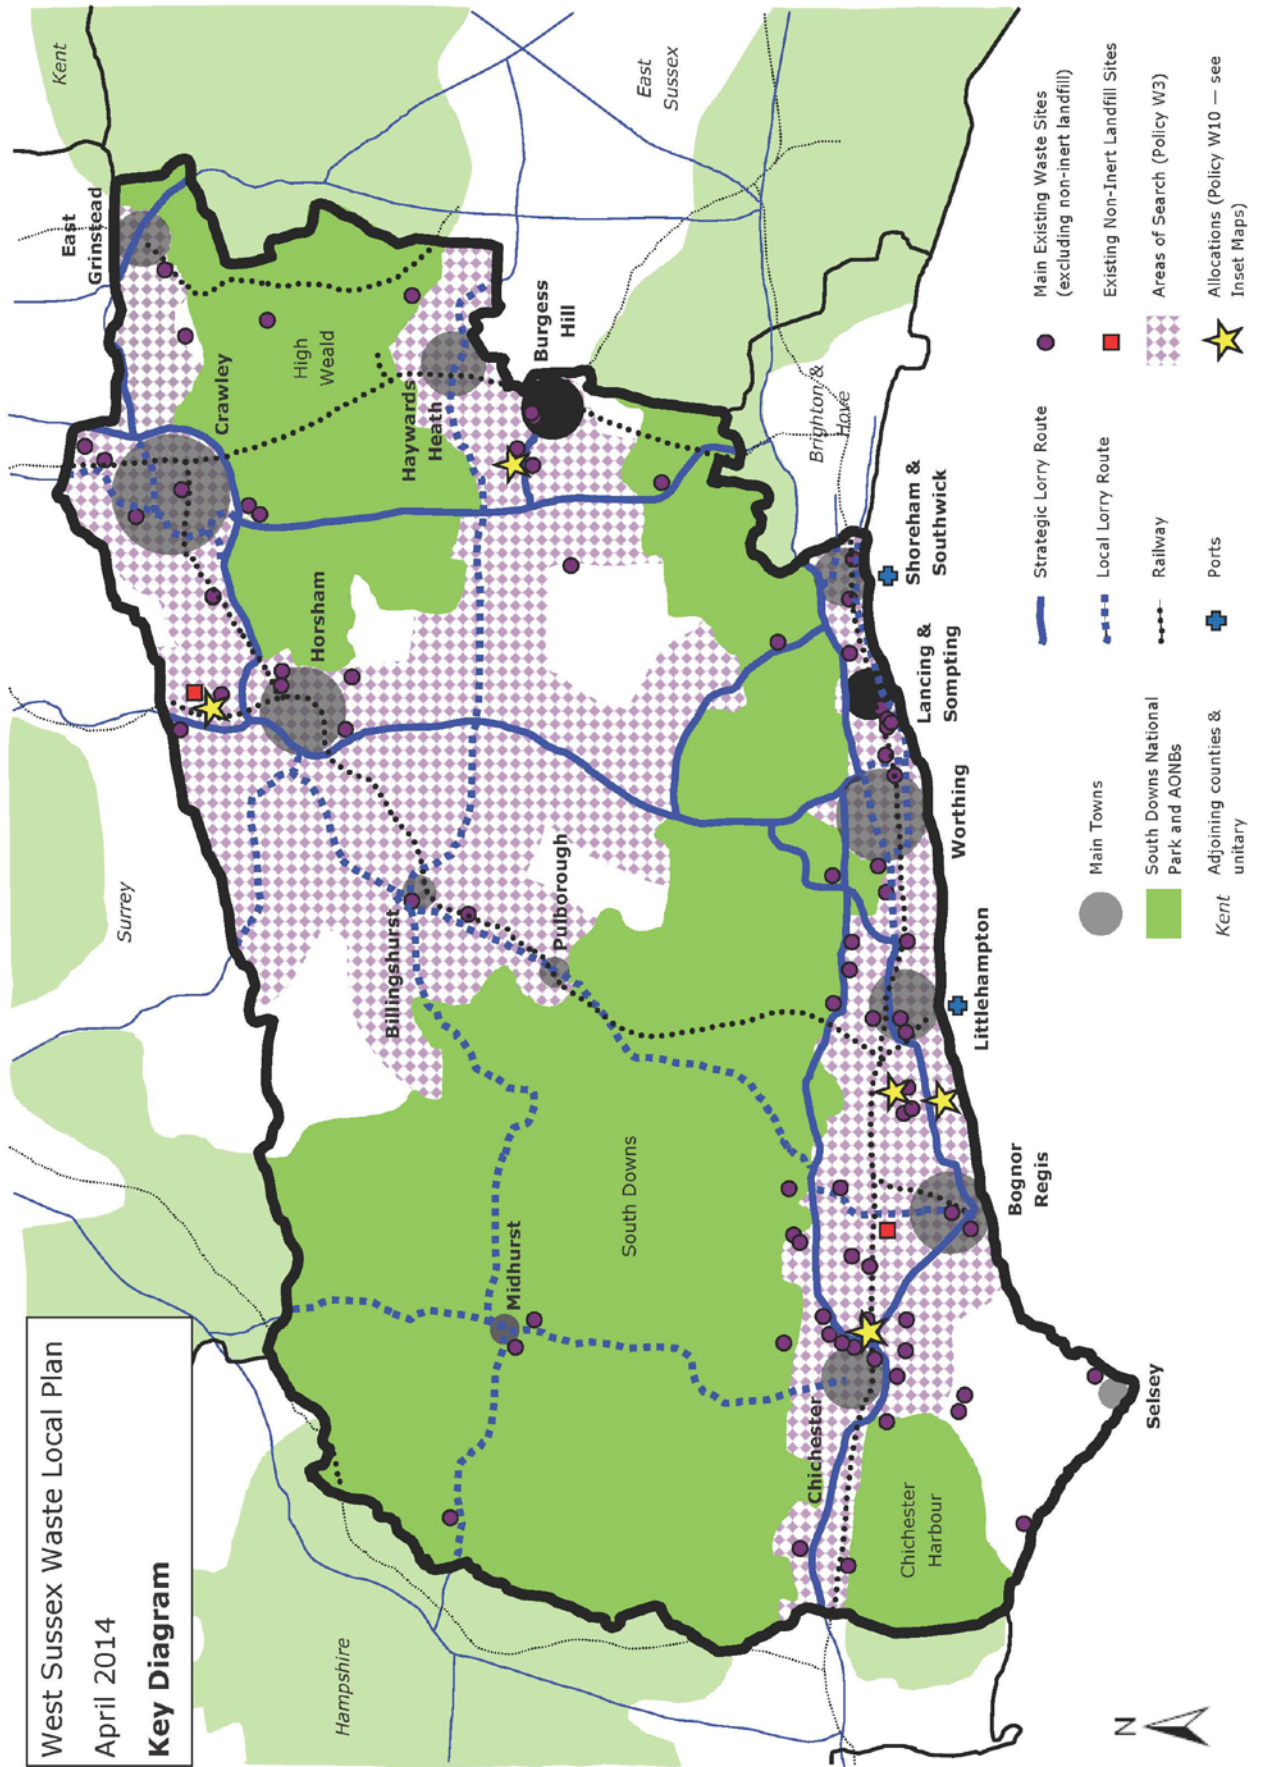 West Sussex Waste Local Plan
April 2014
Key Diagram
Kent
Surrey
Hampshire
East
Sussex
Brighton &
Hove
East
Grinstead
Crawley
High
Weald
Horsham
Haywards
Heath
Burgess
Hill
Billingshurst
Pulborough
Midhurst
South Downs
Shoreham &
Southwick
Lancing &
Sompting
Worthing
Littlehampton
Bognor
Regis
Chichester
Chichester
Harbour
Selsey
N
Main Towns
South Downs National
Park and AONBs
Kent
Adjoining counties &
unitary
Strategic Lorry Route
Local Lorry Route
Railway
Ports
Main Existing Waste Sites
(excluding non-inert landfill)
Existing Non-Inert Landfill Sites
Areas of Search (Policy W3)
Allocations (Policy W10 — see
Inset Maps)